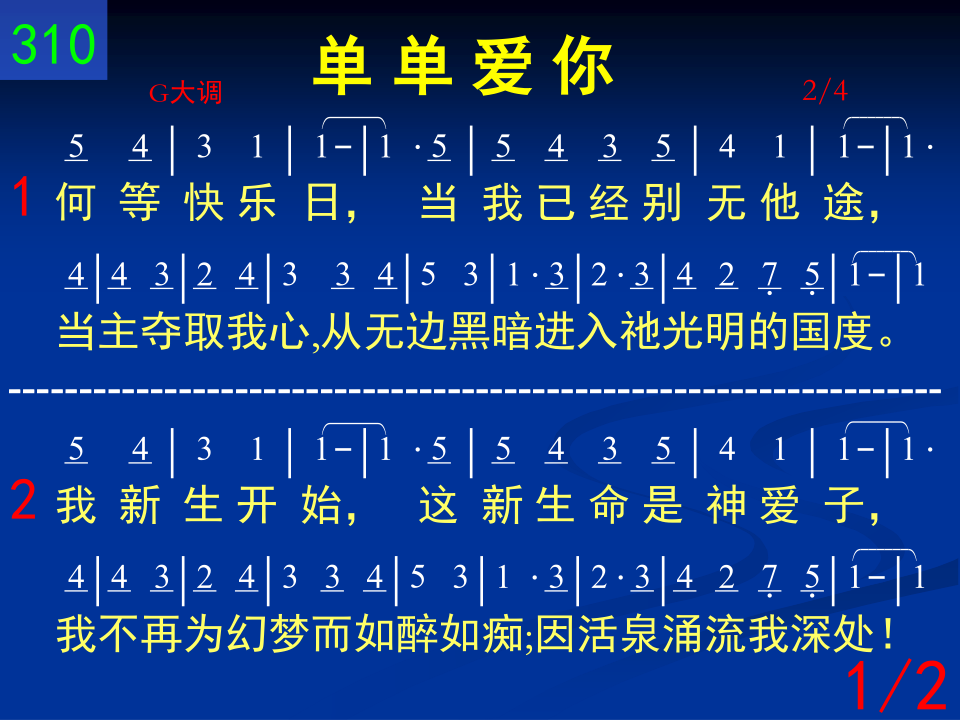 310
单单爱你
G大调 2/4
5 4 | 3 1 | 1 - | 1 · 5 | 5 4 3 5 | 4 1 | 1 - | 1 ·
1 何等快乐日， 当我已经别无他途，
4 | 4 3 | 2 4 | 3 3 4 | 5 3 | 1 · 3 | 2 · 3 | 4 2 7̣ 5̣ | 1 - | 1
当主夺取我心,从无边黑暗进入祂光明的国度。
--------------------------------------------------------------------
5 4 | 3 1 | 1 - | 1 · 5 | 5 4 3 5 | 4 1 | 1 - | 1 ·
2 我新生开始， 这新生命是神爱子，
4 | 4 3 | 2 4 | 3 3 4 | 5 3 | 1 · 3 | 2 · 3 | 4 2 7̣ 5̣ | 1 - | 1
我不再为幻梦而如醉如痴;因活泉涌流我深处！
1/2